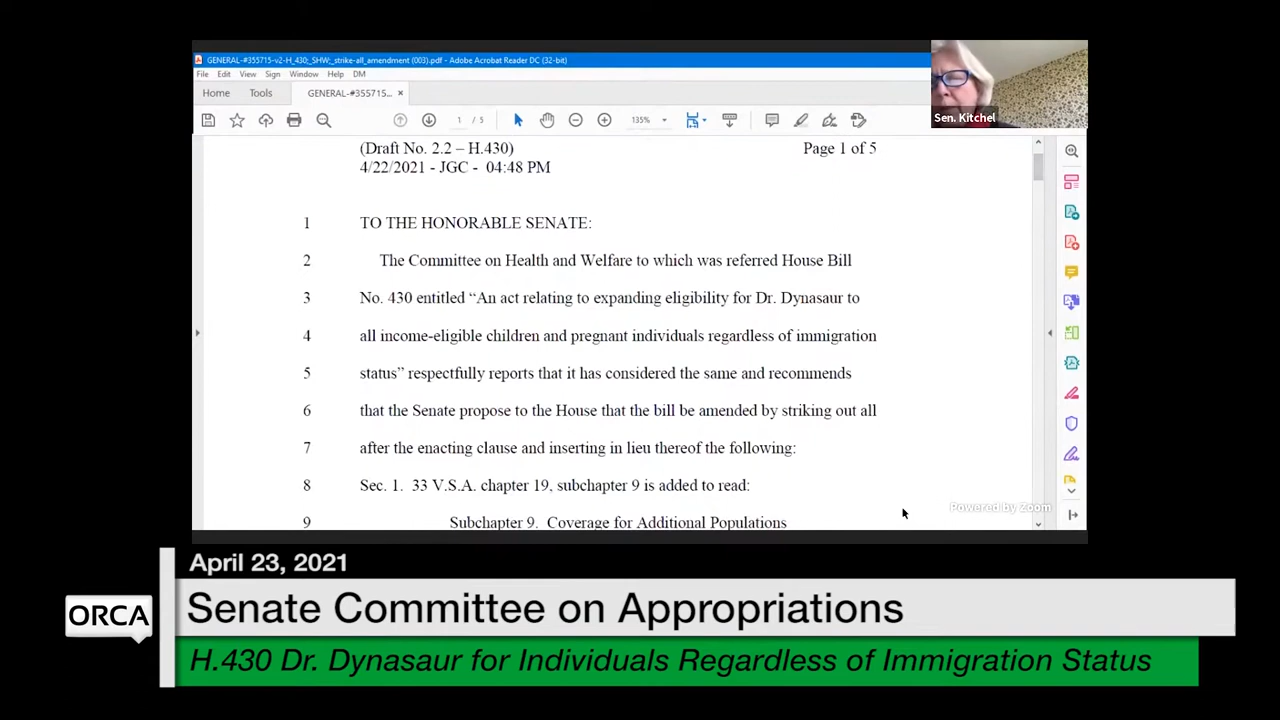 GENERAL-#355715-v2-H_430;_SHW;_strike-all_amendment (003).pdf - Adobe Acrobat Reader DC (32-bit)
File Edit View Sign Window Help DM
Home Tools GENERAL-#355715... ×
1 / 5 135%
Sen. Kitchel
(Draft No. 2.2 – H.430) Page 1 of 5
4/22/2021 - JGC - 04:48 PM
1 TO THE HONORABLE SENATE:
2 The Committee on Health and Welfare to which was referred House Bill
3 No. 430 entitled “An act relating to expanding eligibility for Dr. Dynasaur to
4 all income-eligible children and pregnant individuals regardless of immigration
5 status” respectfully reports that it has considered the same and recommends
6 that the Senate propose to the House that the bill be amended by striking out all
7 after the enacting clause and inserting in lieu thereof the following:
8 Sec. 1. 33 V.S.A. chapter 19, subchapter 9 is added to read:
9 Subchapter 9. Coverage for Additional Populations
Powered by Zoom
April 23, 2021
ORCA
Senate Committee on Appropriations
H.430 Dr. Dynasaur for Individuals Regardless of Immigration Status